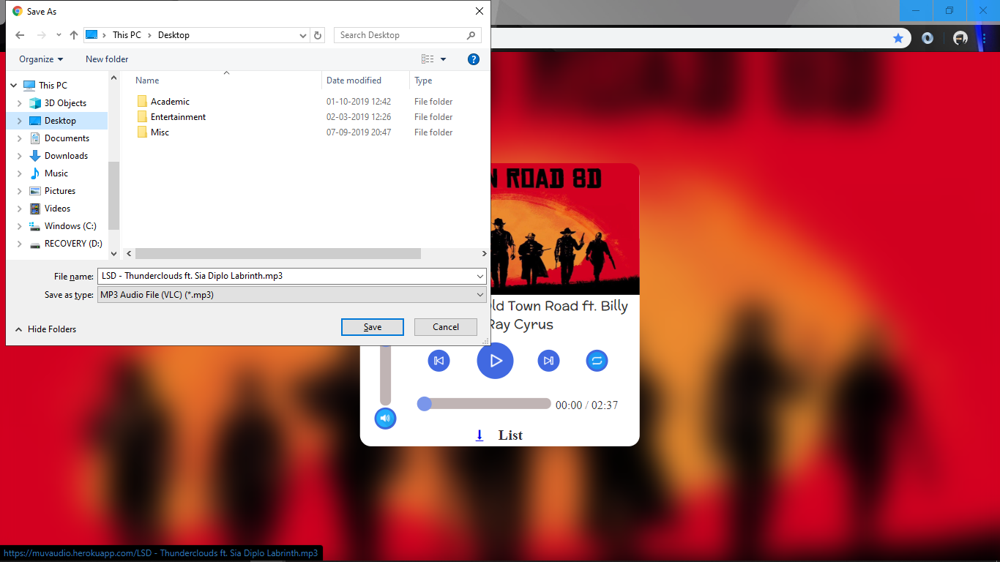 Save As
This PC
Desktop
Search Desktop
Organize
New folder
?
This PC
3D Objects
Desktop
Documents
Downloads
Music
Pictures
Videos
Windows (C:)
RECOVERY (D:)
Name Date modified Type
Academic 01-10-2019 12:42 File folder
Entertainment 02-03-2019 12:26 File folder
Misc 07-09-2019 20:47 File folder
File name: LSD - Thunderclouds ft. Sia Diplo Labrinth.mp3
Save as type: MP3 Audio File (VLC) (*.mp3)
Hide Folders
Save
Cancel
N ROAD 8D
ld Town Road ft. Billy
Ray Cyrus
00:00 / 02:37
List
https://muvaudio.herokuapp.com/LSD - Thunderclouds ft. Sia Diplo Labrinth.mp3